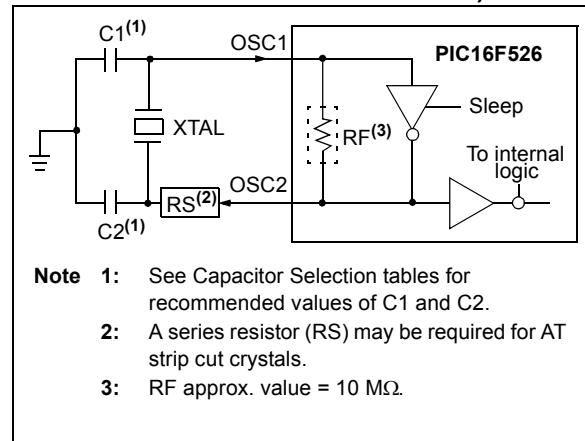 C1(1)
OSC1
PIC16F526
Sleep
XTAL
RF(3)
To internal
logic
OSC2
RS(2)
C2(1)
Note 1: See Capacitor Selection tables for
recommended values of C1 and C2.
2: A series resistor (RS) may be required for AT
strip cut crystals.
3: RF approx. value = 10 MΩ.